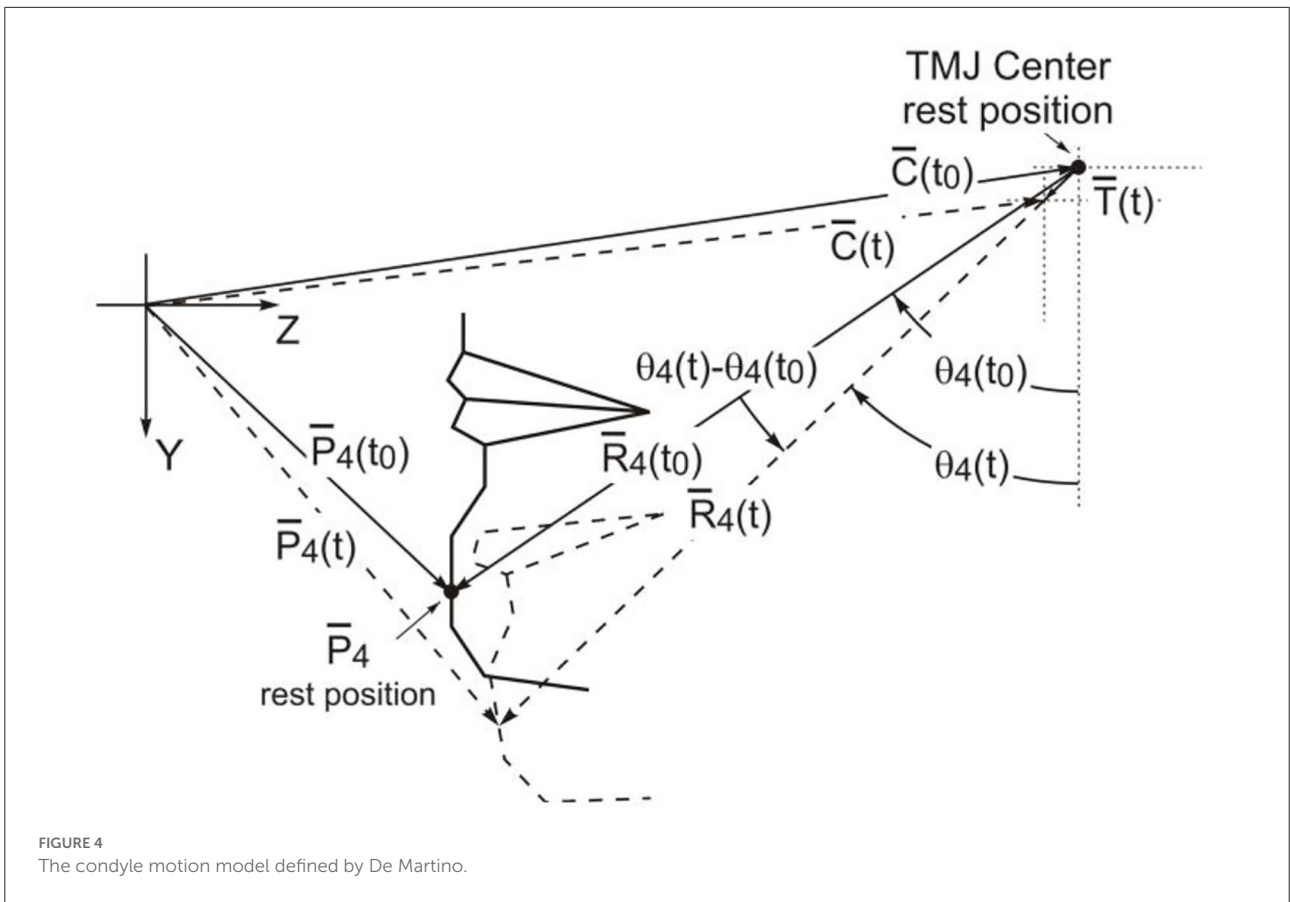 TMJ Center
rest position
C̅(t0)
T̅(t)
C̅(t)
Z
θ4(t)-θ4(t0)
θ4(t0)
Y
P̅4(t0)
R̅4(t0)
θ4(t)
R̅4(t)
P̅4(t)
P̅4
rest position
FIGURE 4
The condyle motion model defined by De Martino.